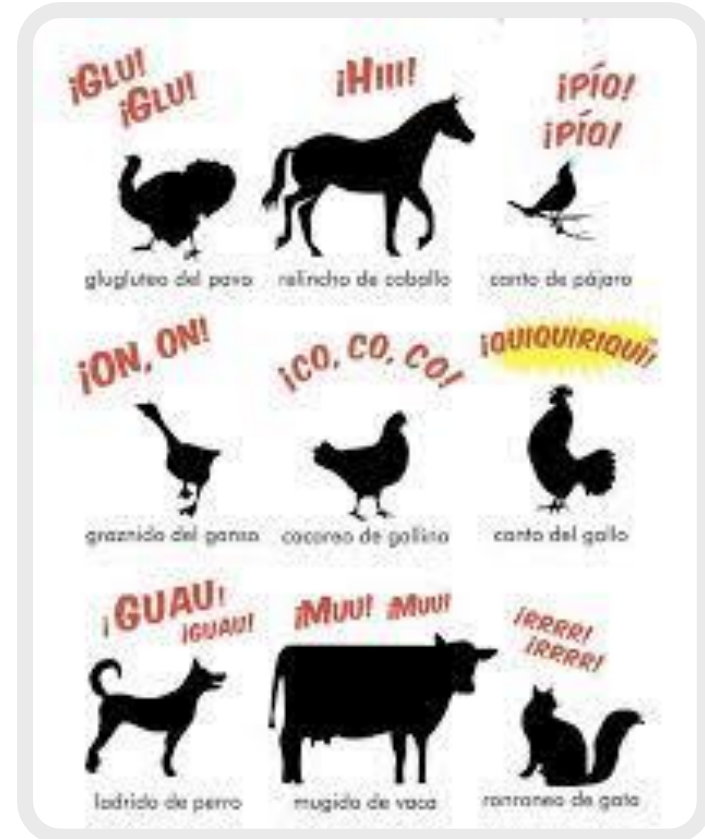 ¡GLU!
¡GLU!
¡HIII!
¡PÍO!
¡PÍO!
glugluteo del pavo
relincho de caballo
canto de pájaro
¡ON, ON!
¡CO, CO, CO!
¡QUIQUIRIQUÍ!
graznido del ganso
cacareo de gallina
canto del gallo
¡GUAU!
¡GUAU!
¡MUU! ¡MUU!
¡RRRR!
¡RRRR!
ladrido de perro
mugido de vaca
ronroneo de gato